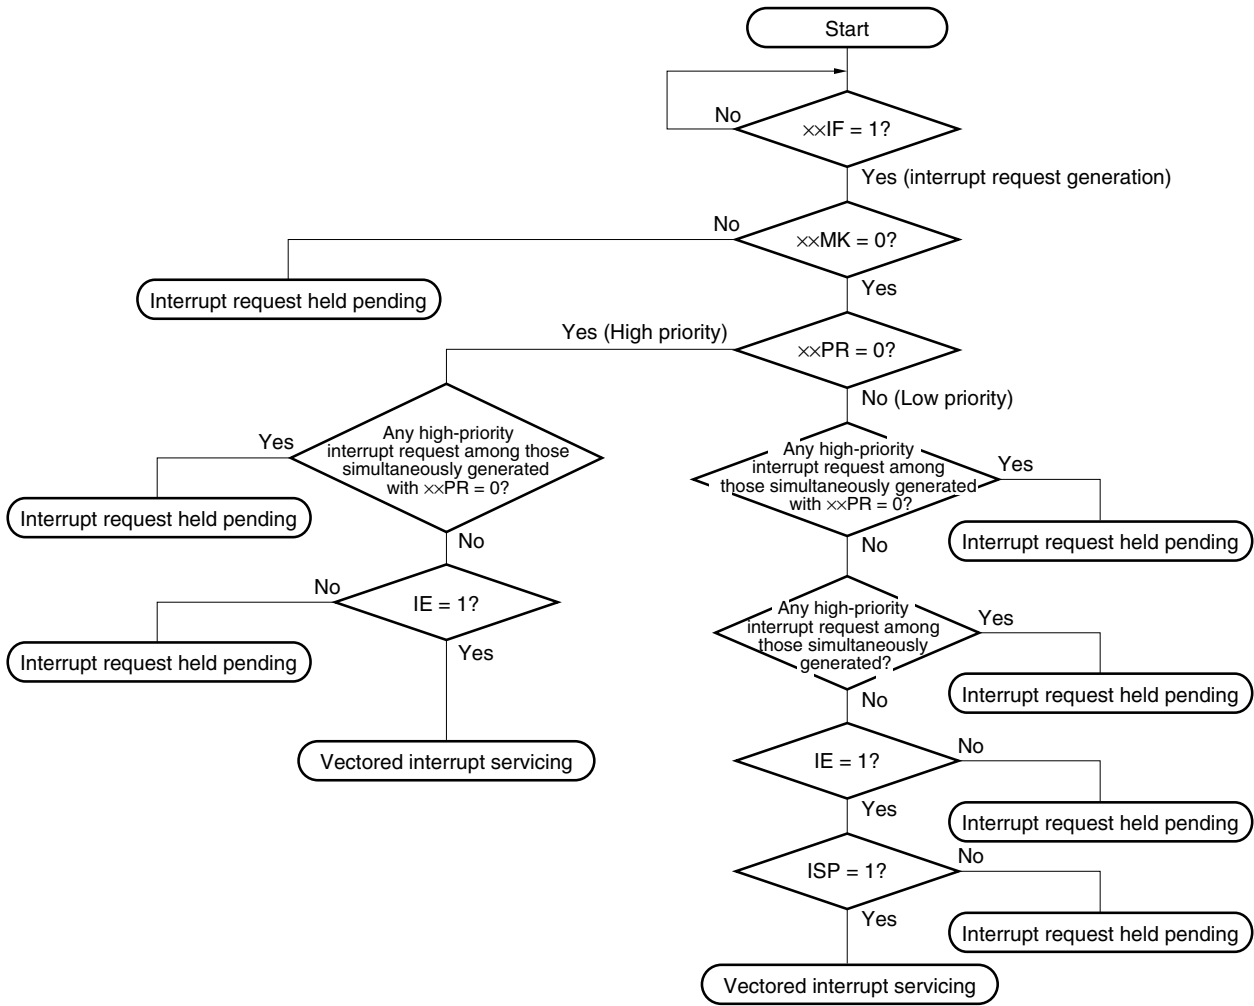 Start
No
××IF = 1?
Yes (interrupt request generation)
No
××MK = 0?
Interrupt request held pending
Yes
Yes (High priority)
××PR = 0?
No (Low priority)
Yes
Any high-priority
interrupt request among those
simultaneously generated
with ××PR = 0?
Any high-priority
interrupt request among
those simultaneously generated
with ××PR = 0?
Yes
Interrupt request held pending
Interrupt request held pending
No
No
No
IE = 1?
Any high-priority
interrupt request among
those simultaneously
generated?
Yes
Interrupt request held pending
Yes
Interrupt request held pending
No
Vectored interrupt servicing
IE = 1?
No
Yes
Interrupt request held pending
ISP = 1?
No
Yes
Interrupt request held pending
Vectored interrupt servicing